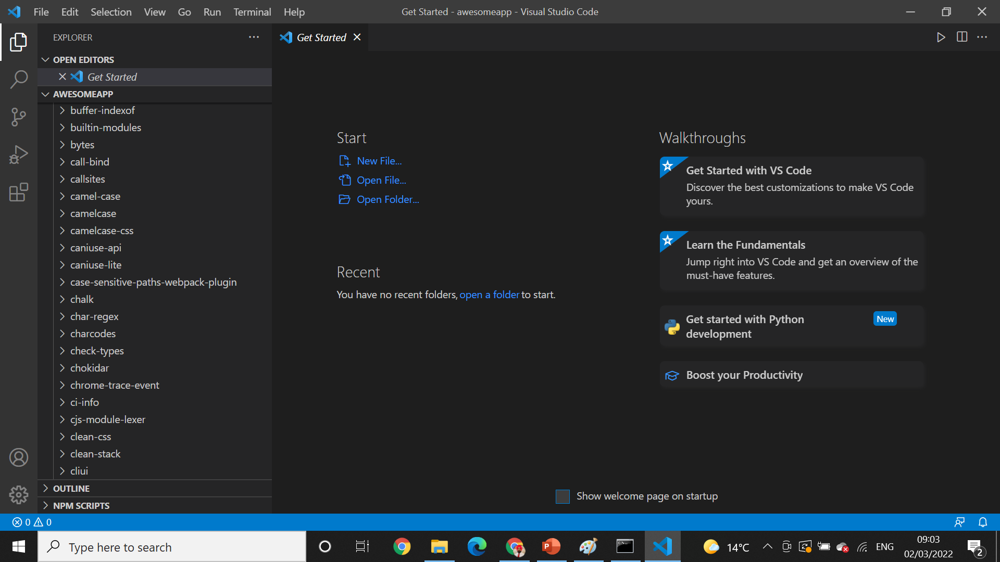 File Edit Selection View Go Run Terminal Help
Get Started - awesomeapp - Visual Studio Code
EXPLORER
OPEN EDITORS
Get Started
AWESOMEAPP
buffer-indexof
builtin-modules
bytes
call-bind
callsites
camel-case
camelcase
camelcase-css
caniuse-api
caniuse-lite
case-sensitive-paths-webpack-plugin
chalk
char-regex
charcodes
check-types
chokidar
chrome-trace-event
ci-info
cjs-module-lexer
clean-css
clean-stack
cliui
OUTLINE
NPM SCRIPTS
Get Started
Start
New File...
Open File...
Open Folder...
Recent
You have no recent folders, open a folder to start.
Walkthroughs
Get Started with VS Code
Discover the best customizations to make VS Code
yours.
Learn the Fundamentals
Jump right into VS Code and get an overview of the
must-have features.
Get started with Python
development
New
Boost your Productivity
Show welcome page on startup
0 0
Type here to search
P
C:\
14°C
ENG
09:03
02/03/2022
2